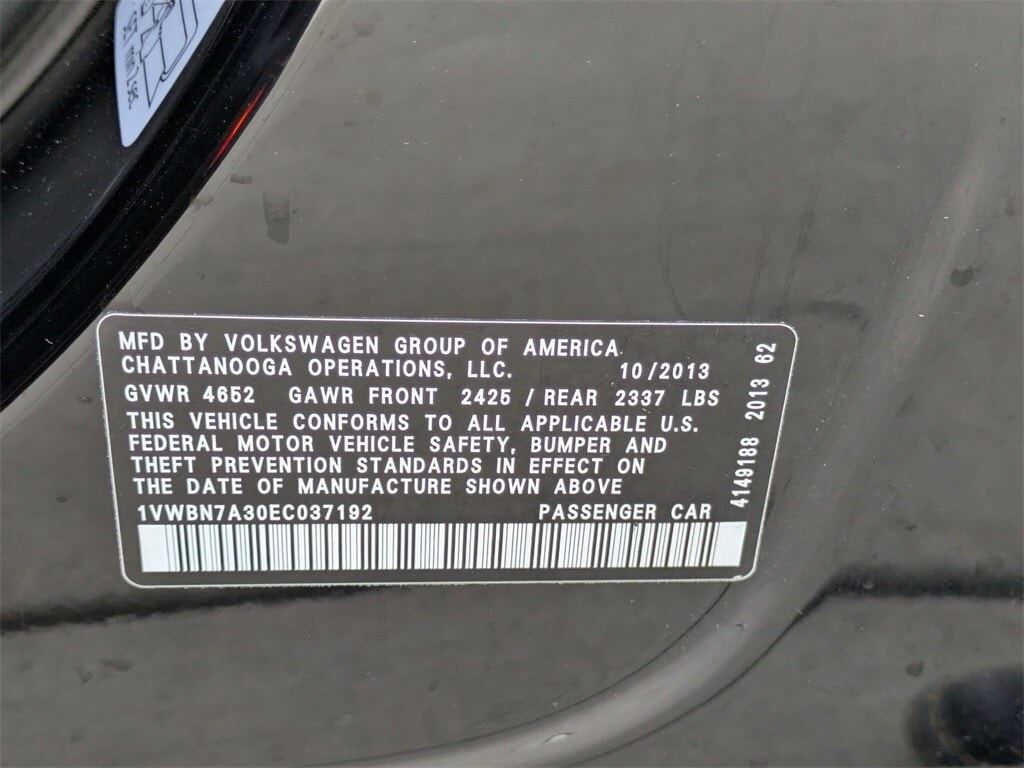 MFD BY VOLKSWAGEN GROUP OF AMERICA
CHATTANOOGA OPERATIONS, LLC. 10/2013
GVWR 4652 GAWR FRONT 2425 / REAR 2337 LBS
THIS VEHICLE CONFORMS TO ALL APPLICABLE U.S.
FEDERAL MOTOR VEHICLE SAFETY, BUMPER AND
THEFT PREVENTION STANDARDS IN EFFECT ON
THE DATE OF MANUFACTURE SHOWN ABOVE
1VWBN7A30EC037192 PASSENGER CAR
4149188 2013 62